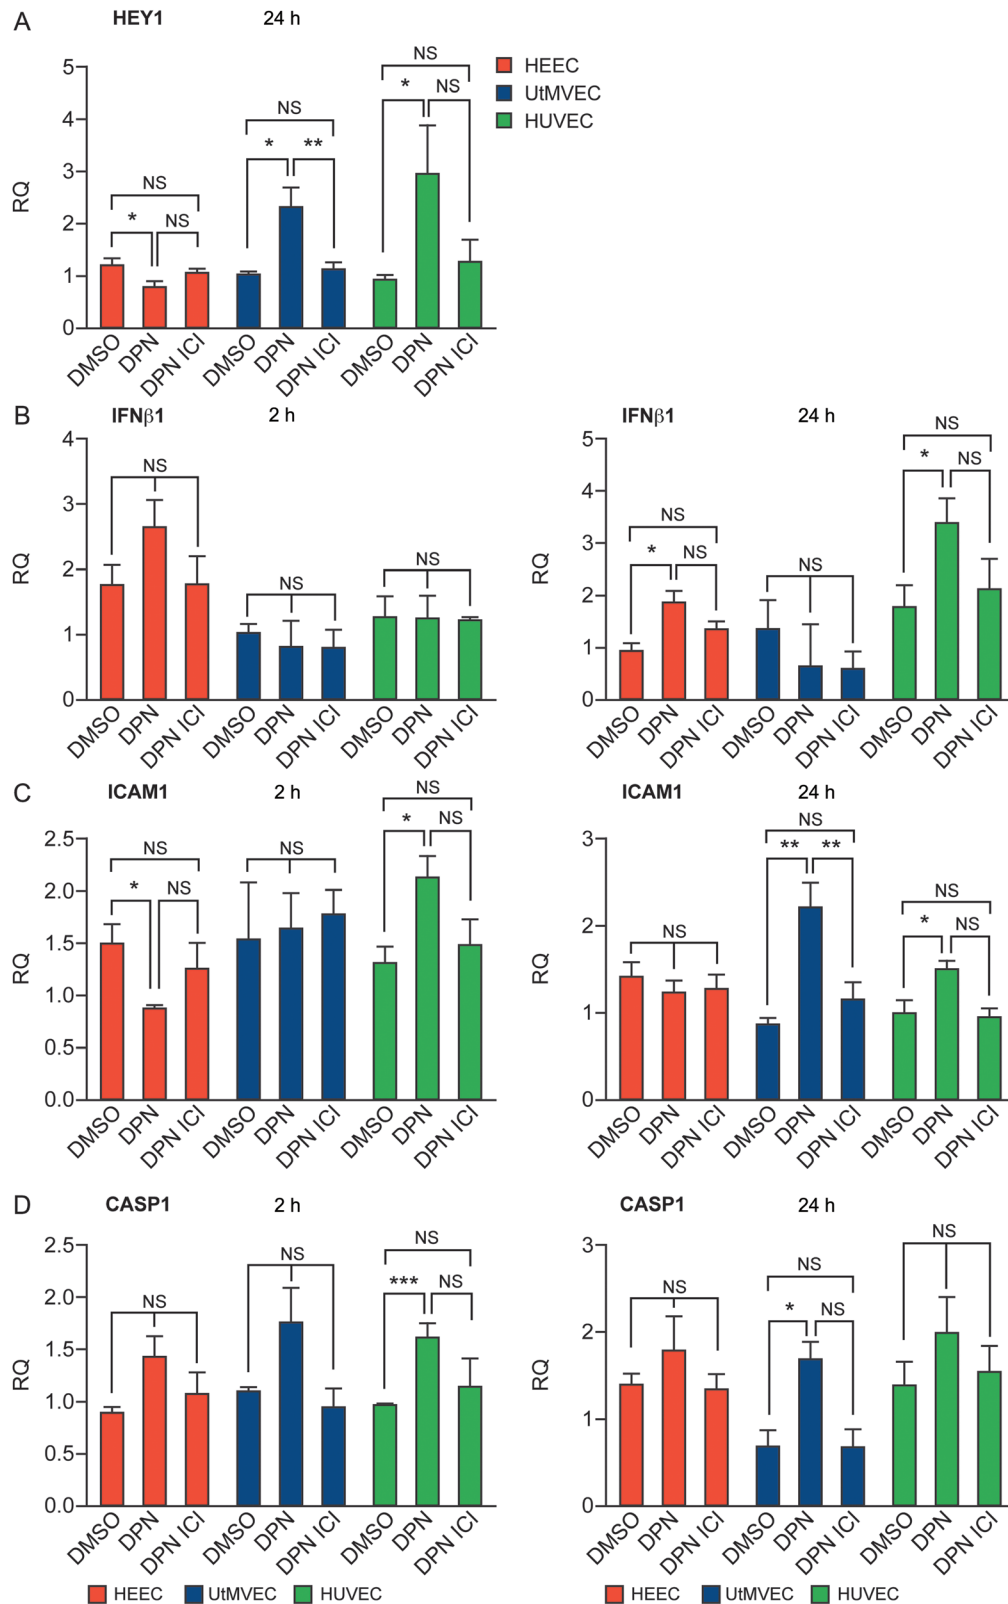 A HEY1 24 h
HEEC
UtMVEC
HUVEC
RQ
5
4
3
2
1
0
NS
* NS
NS
* **
NS
* NS
DMSO DPN DPN ICI DMSO DPN DPN ICI DMSO DPN DPN ICI
B IFNβ1 2 h
RQ
4
3
2
1
0
NS
NS
NS
DMSO DPN DPN ICI DMSO DPN DPN ICI DMSO DPN DPN ICI
IFNβ1 24 h
RQ
5
4
3
2
1
0
NS
* NS
NS
NS
* NS
DMSO DPN DPN ICI DMSO DPN DPN ICI DMSO DPN DPN ICI
C ICAM1 2 h
RQ
2.5
2.0
1.5
1.0
0.5
0.0
NS
* NS
NS
NS
* NS
DMSO DPN DPN ICI DMSO DPN DPN ICI DMSO DPN DPN ICI
ICAM1 24 h
RQ
3
2
1
0
NS
NS
** **
NS
* NS
DMSO DPN DPN ICI DMSO DPN DPN ICI DMSO DPN DPN ICI
D CASP1 2 h
RQ
2.5
2.0
1.5
1.0
0.5
0.0
NS
NS
NS
*** NS
DMSO DPN DPN ICI DMSO DPN DPN ICI DMSO DPN DPN ICI
HEEC UtMVEC HUVEC
CASP1 24 h
RQ
3
2
1
0
NS
NS
* NS
NS
DMSO DPN DPN ICI DMSO DPN DPN ICI DMSO DPN DPN ICI
HEEC UtMVEC HUVEC